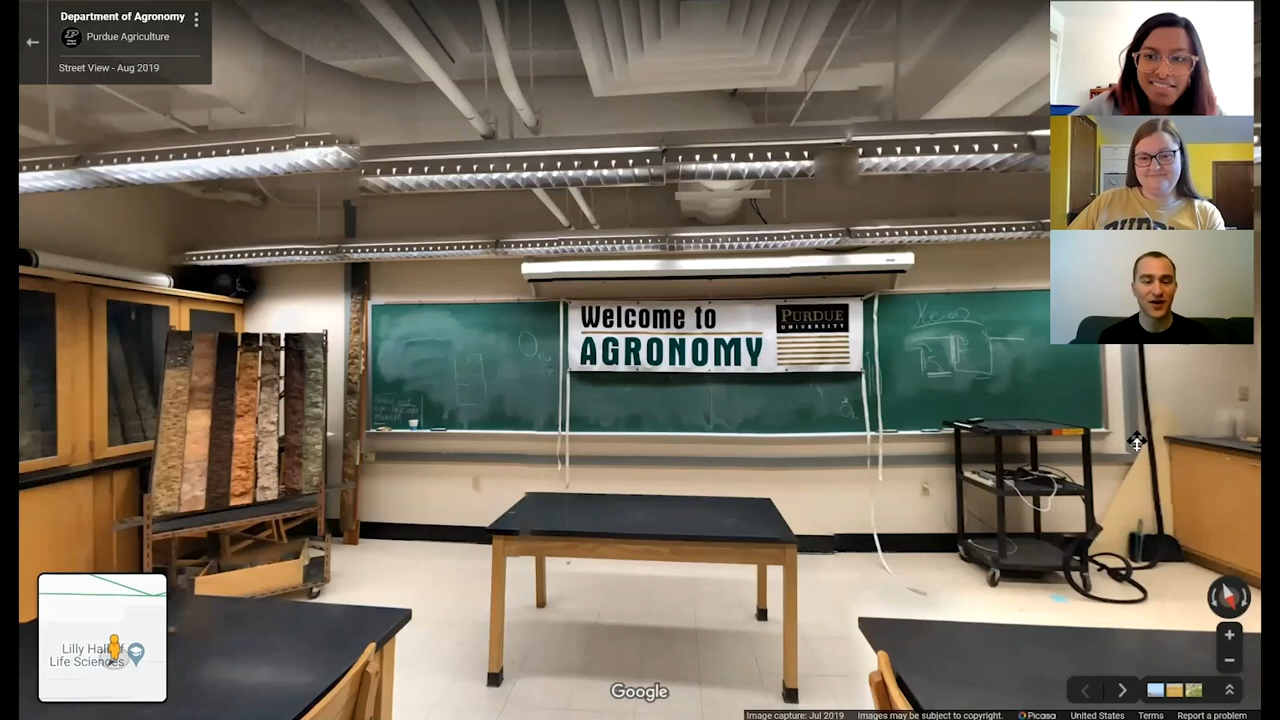 Department of Agronomy
Purdue Agriculture
Street View - Aug 2019
Welcome to
AGRONOMY
PURDUE
UNIVERSITY
Lilly Hall of
Life Sciences
Google
Image capture: Jul 2019 Images may be subject to copyright. Picasa United States Terms Report a problem